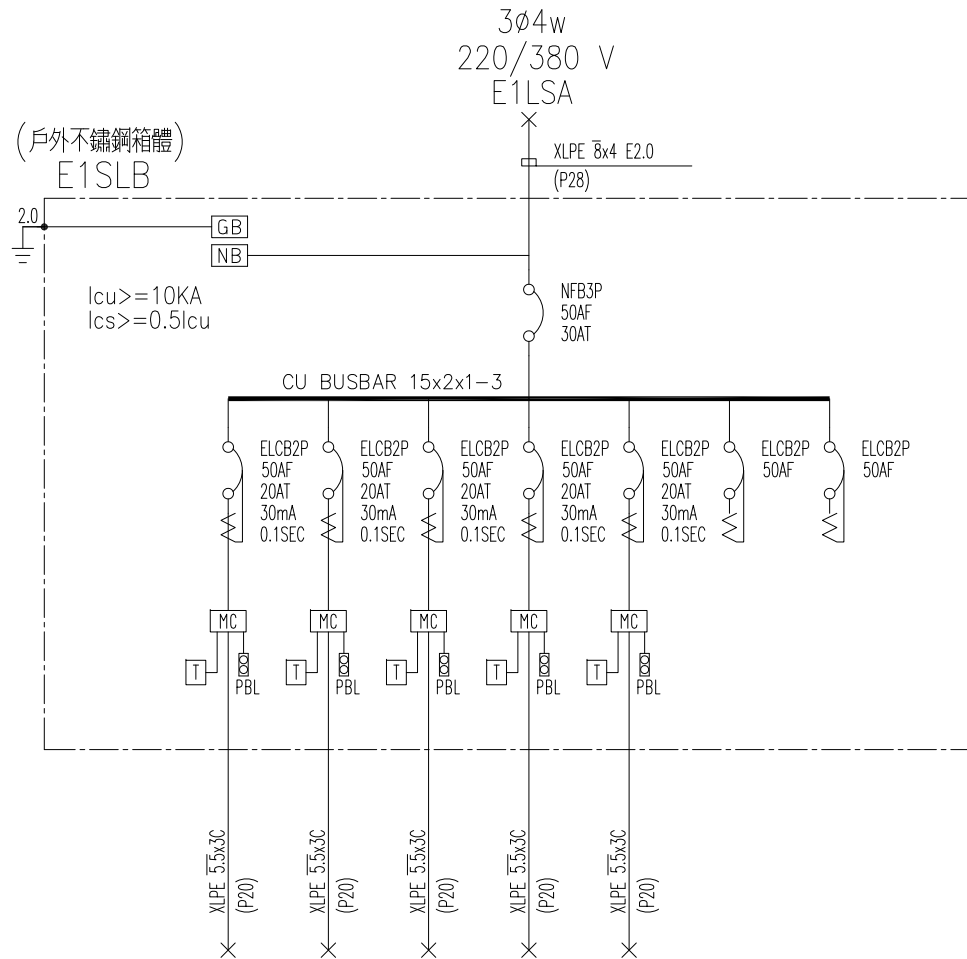 3ø4w
220/380 V
E1LSA
(戶外不鏽鋼箱體)
E1SLB
XLPE 8x4 E2.0
(P28)
2.0
GB
NB
Icu>=10KA
Ics>=0.5Icu
NFB3P
50AF
30AT
CU BUSBAR 15x2x1-3
ELCB2P
50AF
20AT
30mA
0.1SEC
ELCB2P
50AF
20AT
30mA
0.1SEC
ELCB2P
50AF
20AT
30mA
0.1SEC
ELCB2P
50AF
20AT
30mA
0.1SEC
ELCB2P
50AF
20AT
30mA
0.1SEC
ELCB2P
50AF
ELCB2P
50AF
MC
T
PBL
MC
T
PBL
MC
T
PBL
MC
T
PBL
MC
T
PBL
XLPE 5.5x3C
(P20)
XLPE 5.5x3C
(P20)
XLPE 5.5x3C
(P20)
XLPE 5.5x3C
(P20)
XLPE 5.5x3C
(P20)